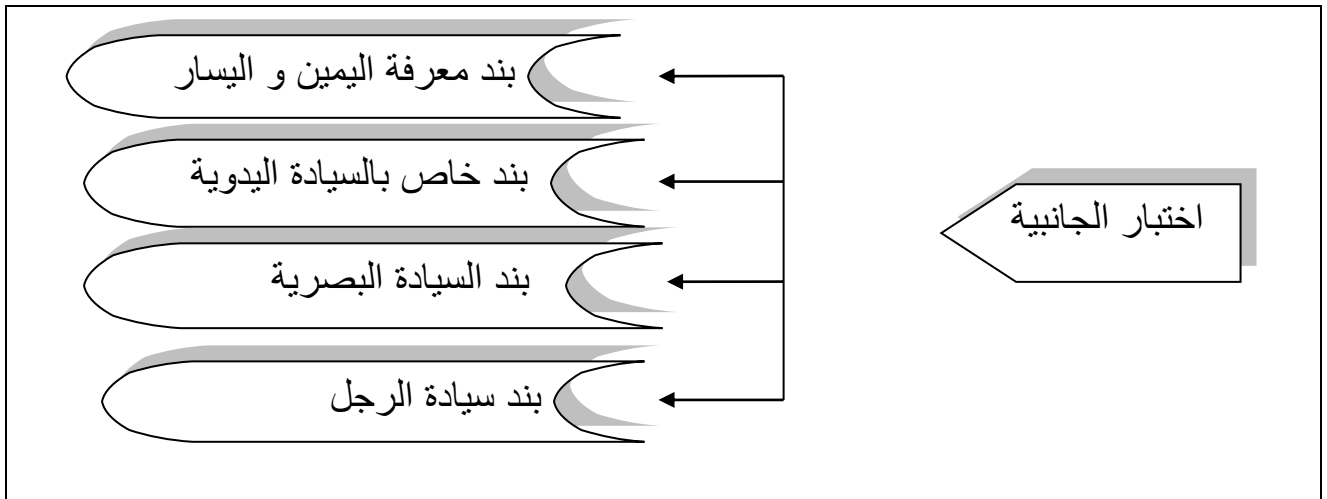 اختبار الجانبية
بند معرفة اليمين و اليسار
بند خاص بالسيادة اليدوية
بند السيادة البصرية
بند سيادة الرجل